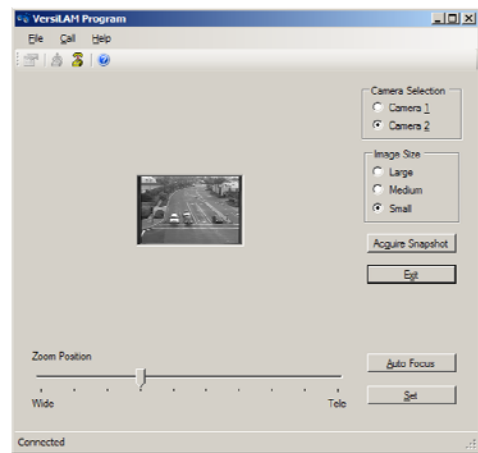 VersiLAM Program
File Call Help
Camera Selection
Camera 1
Camera 2
Image Size
Large
Medium
Small
Acquire Snapshot
Exit
Zoom Position
Wide
Tele
Auto Focus
Set
Connected